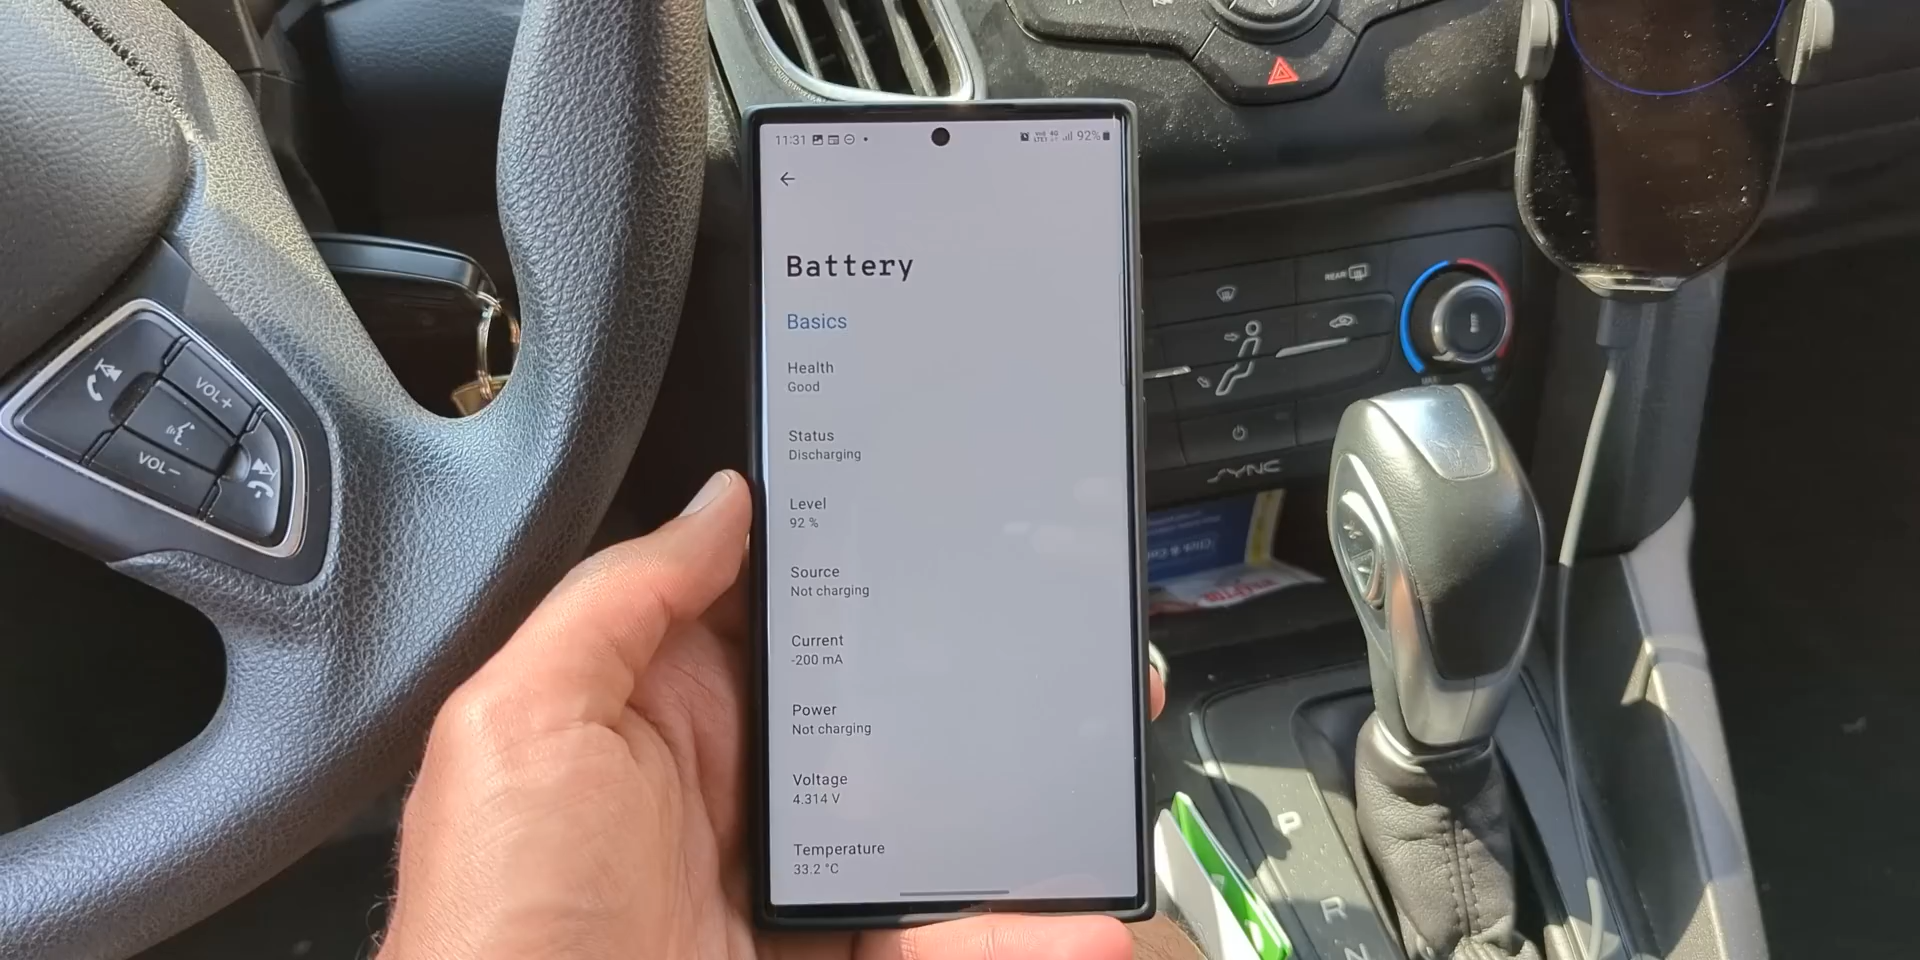 11:31
92%
Battery
Basics
Health
Good
Status
Discharging
Level
92 %
Source
Not charging
Current
-200 mA
Power
Not charging
Voltage
4.314 V
Temperature
33.2 °C
VOL+
VOL-
REAR
MAX
SYNC
P
R
N